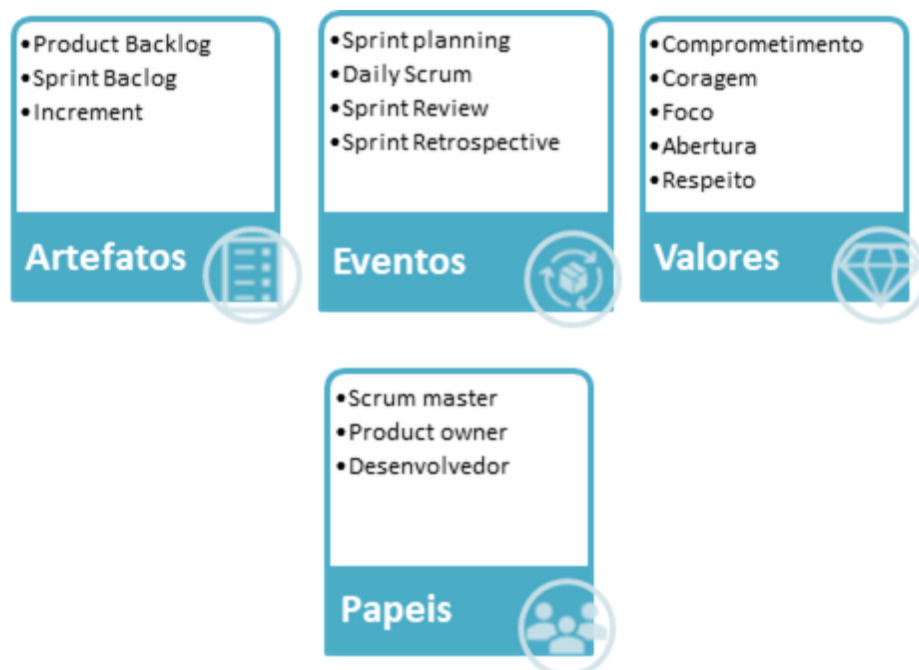 •Product Backlog
•Sprint Baclog
•Increment
Artefatos
•Sprint planning
•Daily Scrum
•Sprint Review
•Sprint Retrospective
Eventos
•Comprometimento
•Coragem
•Foco
•Abertura
•Respeito
Valores
•Scrum master
•Product owner
•Desenvolvedor
Papeis